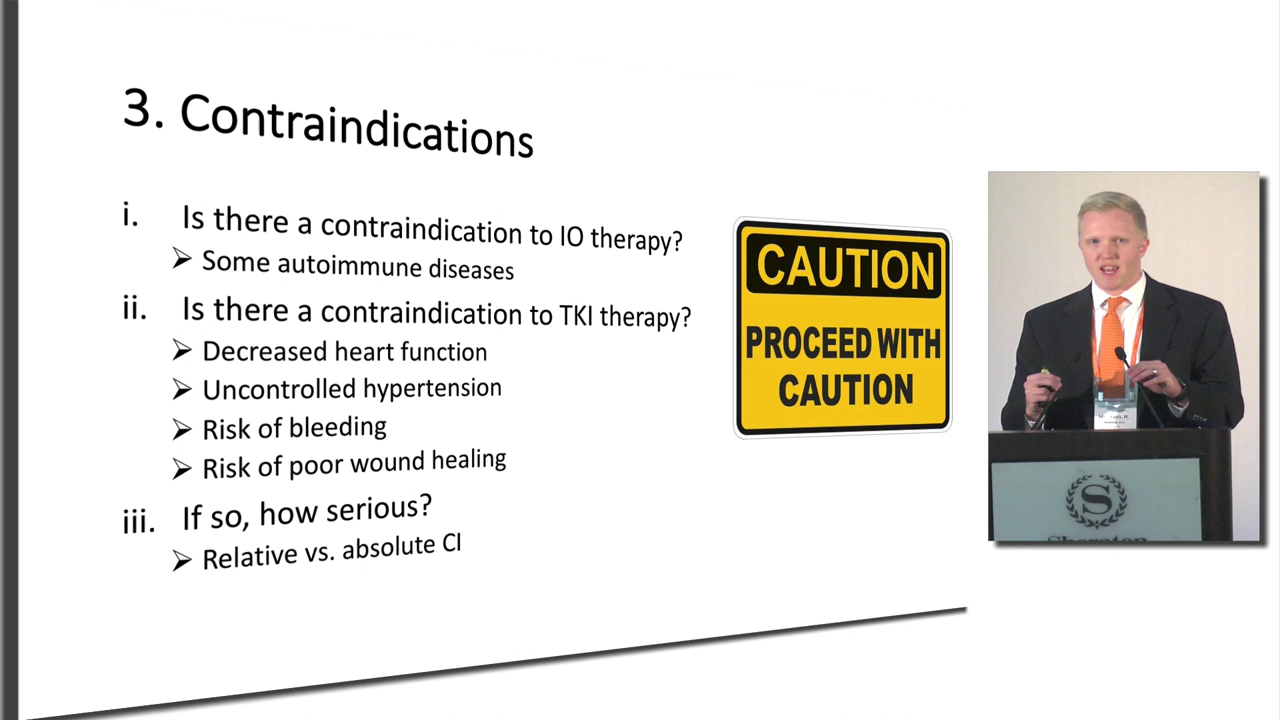 3. Contraindications
i. Is there a contraindication to IO therapy?
➢ Some autoimmune diseases
ii. Is there a contraindication to TKI therapy?
➢ Decreased heart function
➢ Uncontrolled hypertension
➢ Risk of bleeding
➢ Risk of poor wound healing
iii. If so, how serious?
➢ Relative vs. absolute CI
CAUTION
PROCEED WITH
CAUTION
S
Sheraton